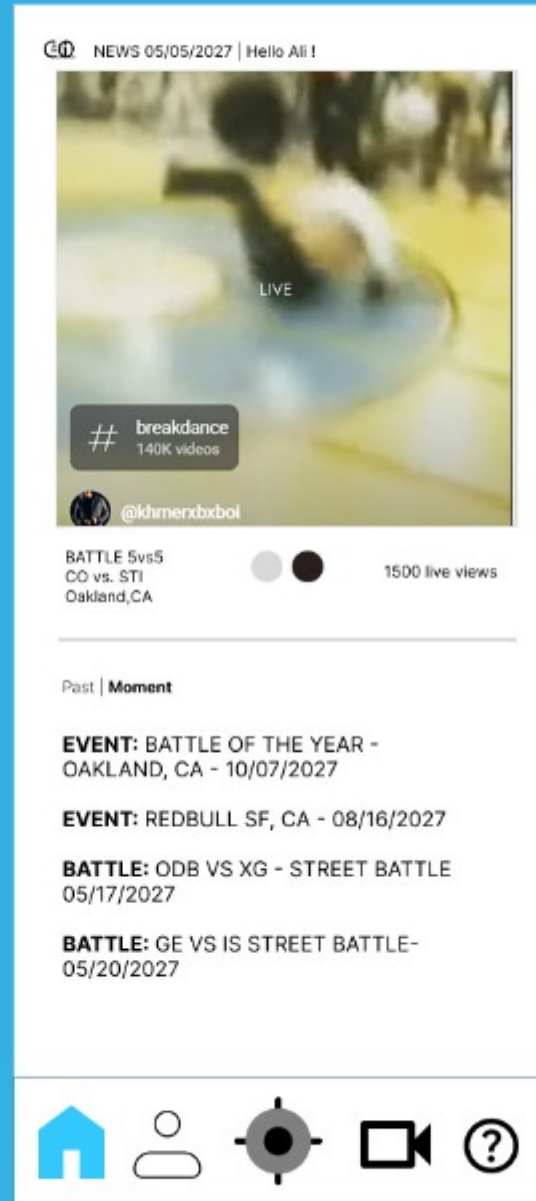 NEWS 05/05/2027 | Hello Ali !
LIVE
# breakdance
140K videos
@khmerxbxboi
BATTLE 5vs5
CO vs. STI
Oakland,CA
1500 live views
Past | Moment
EVENT: BATTLE OF THE YEAR -
OAKLAND, CA - 10/07/2027
EVENT: REDBULL SF, CA - 08/16/2027
BATTLE: ODB VS XG - STREET BATTLE
05/17/2027
BATTLE: GE VS IS STREET BATTLE-
05/20/2027
?